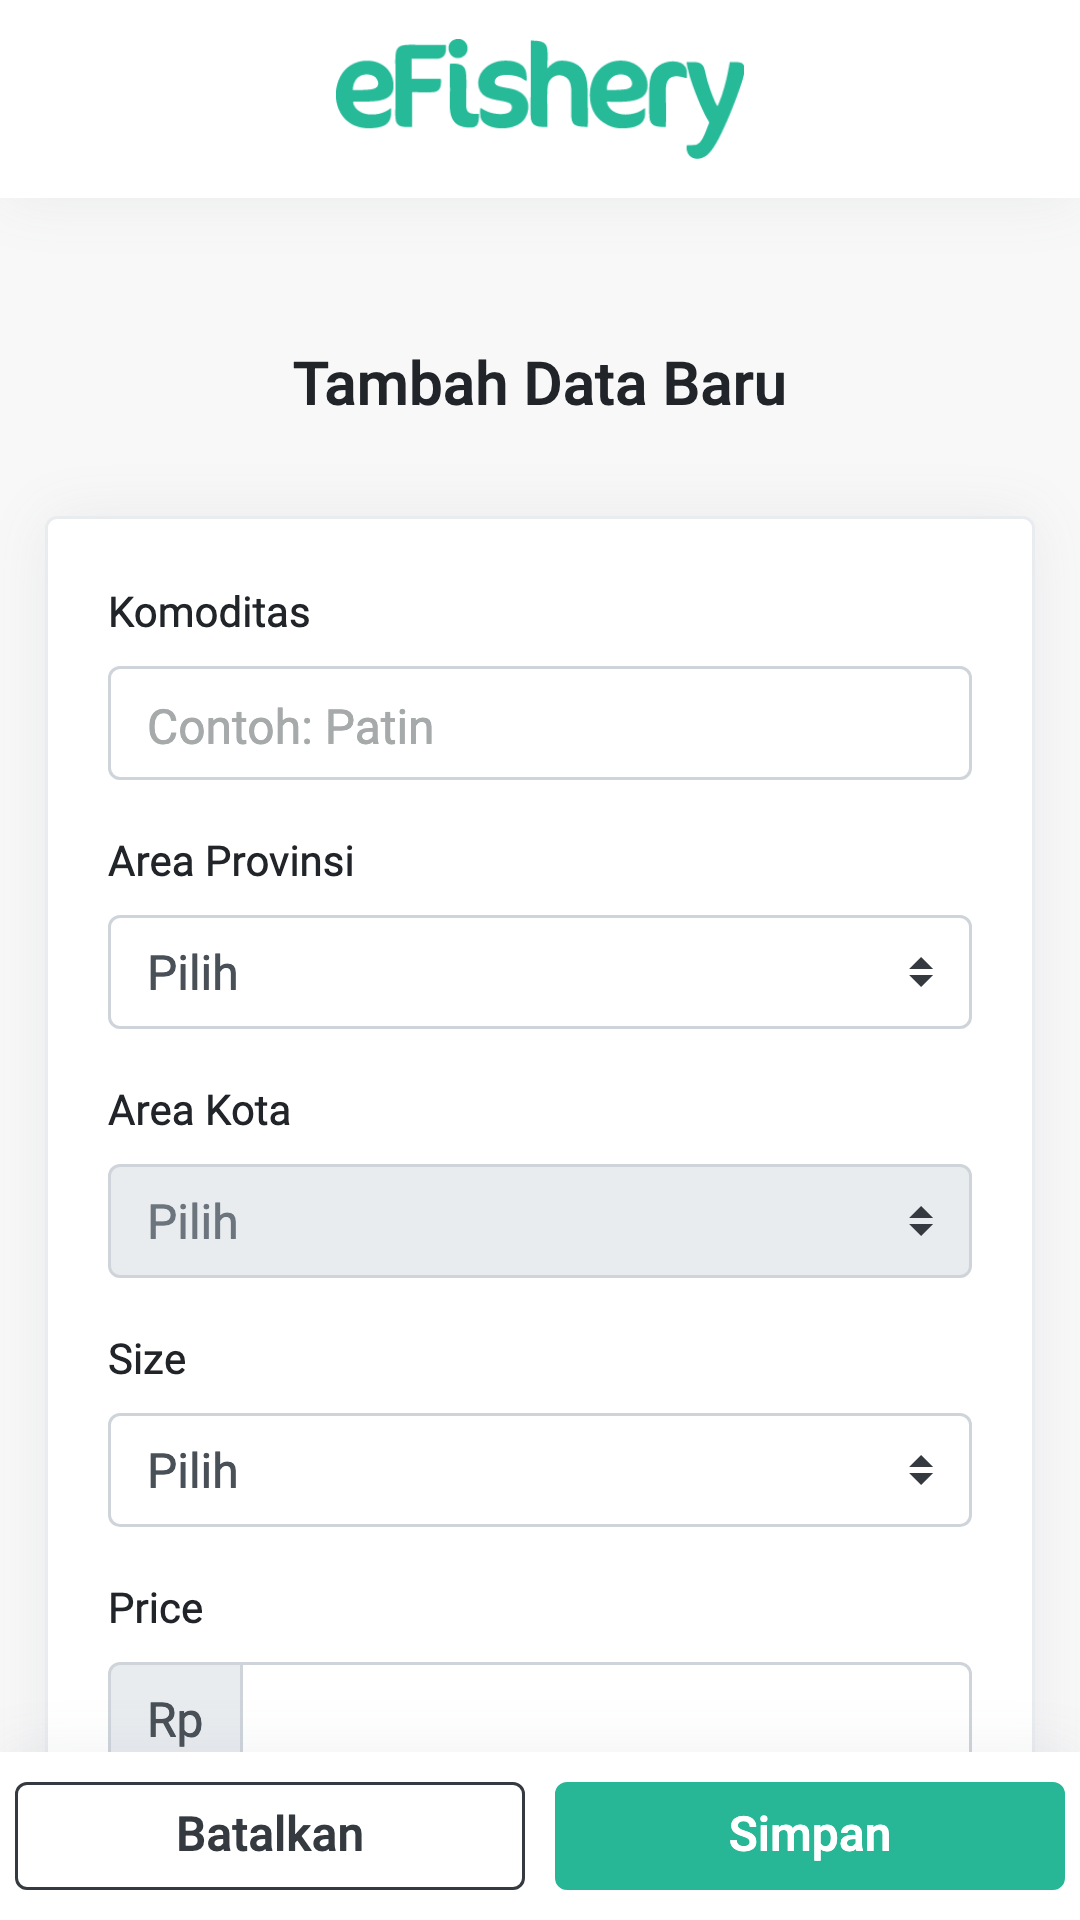 eFishery
Tambah Data Baru
Komoditas
Contoh: Patin
Area Provinsi
Pilih
Area Kota
Pilih
Size
Pilih
Price
Rp
Batalkan
Simpan